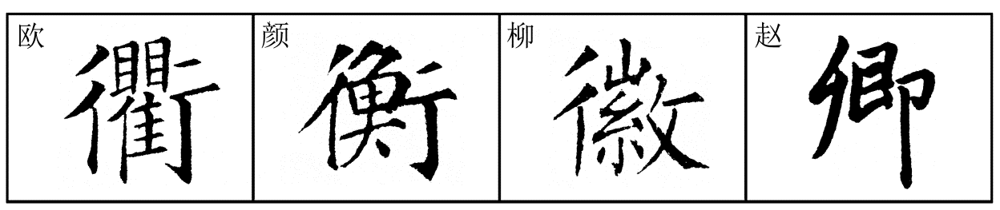 欧 衢 颜 衡 柳 徽 赵 卿